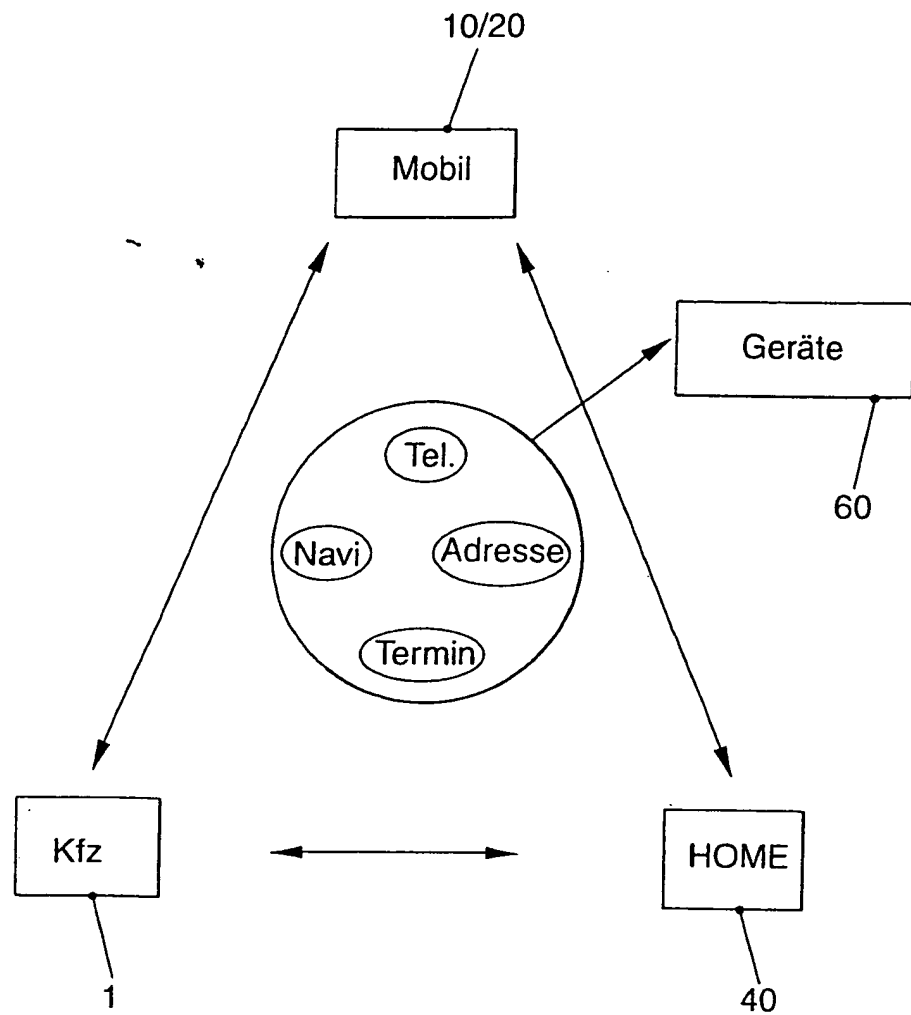 10/20
Mobil
Geräte
60
Tel.
Navi
Adresse
Termin
Kfz
HOME
1
40